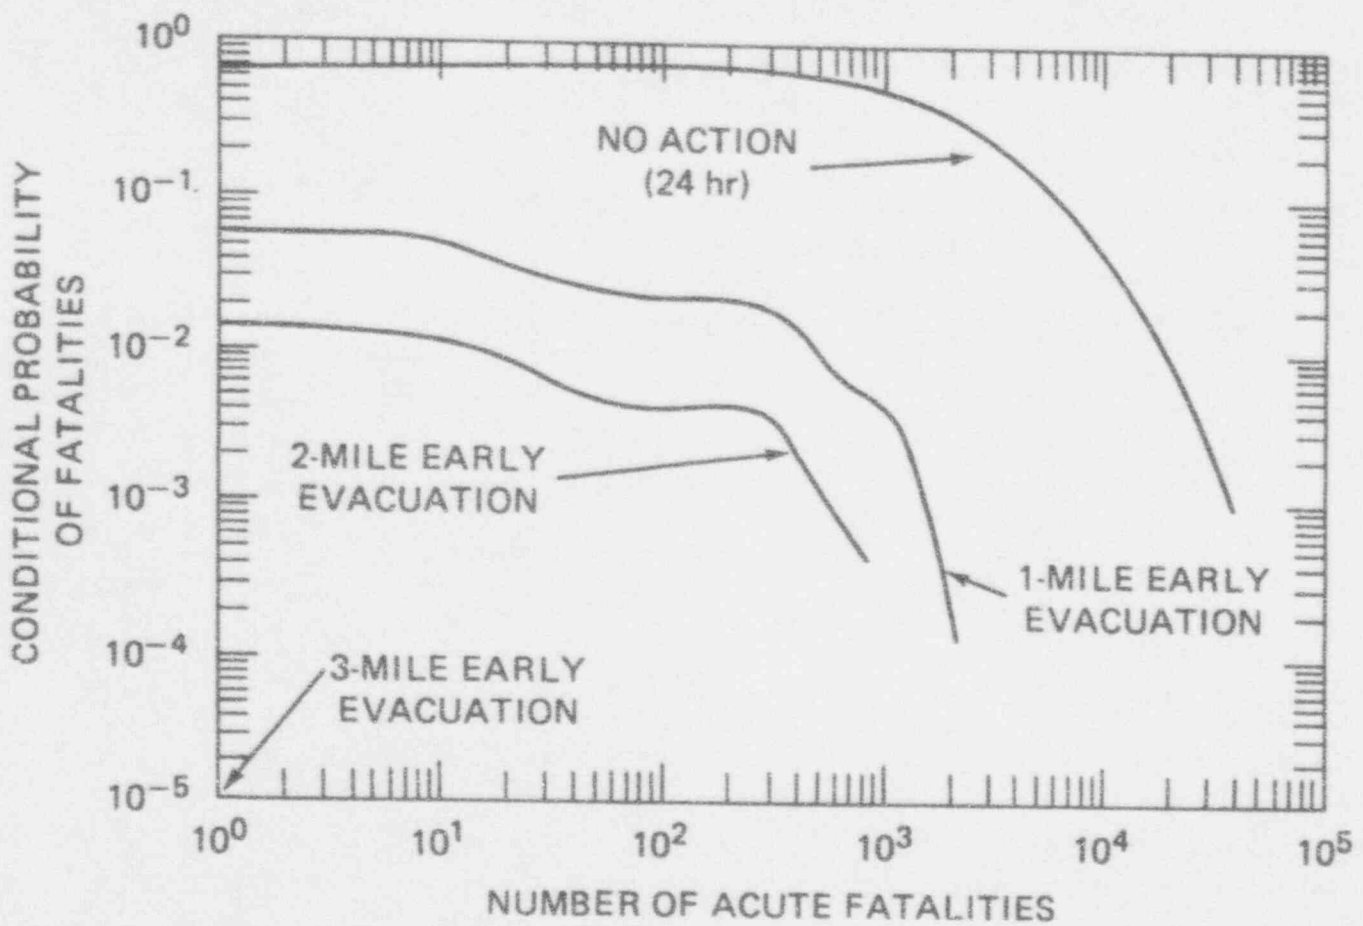 10⁰
10⁻¹
10⁻²
10⁻³
10⁻⁴
10⁻⁵
CONDITIONAL PROBABILITY
OF FATALITIES
NO ACTION
(24 hr)
2-MILE EARLY
EVACUATION
1-MILE EARLY
EVACUATION
3-MILE EARLY
EVACUATION
10⁰ 10¹ 10² 10³ 10⁴ 10⁵
NUMBER OF ACUTE FATALITIES